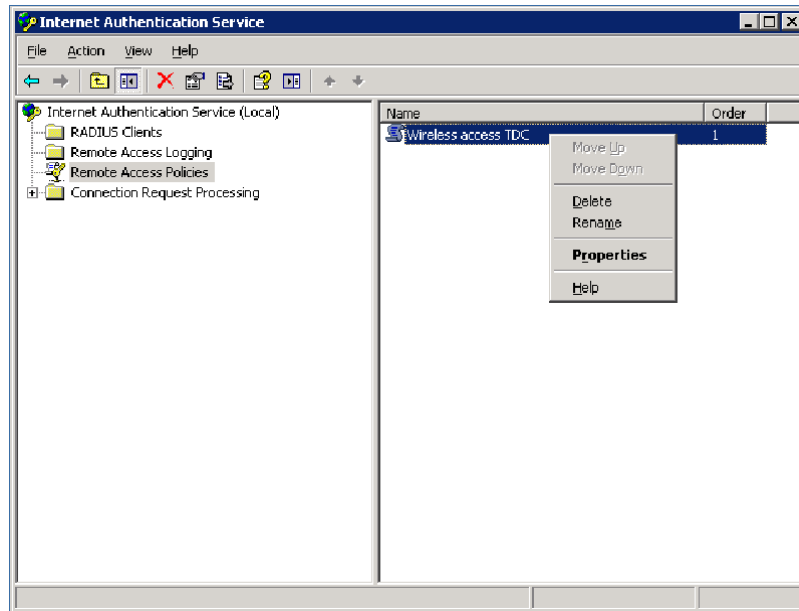 Internet Authentication Service
File Action View Help
Internet Authentication Service (Local)
RADIUS Clients
Remote Access Logging
Remote Access Policies
Connection Request Processing
Name Order
Wireless access TDC 1
Move Up
Move Down
Delete
Rename
Properties
Help